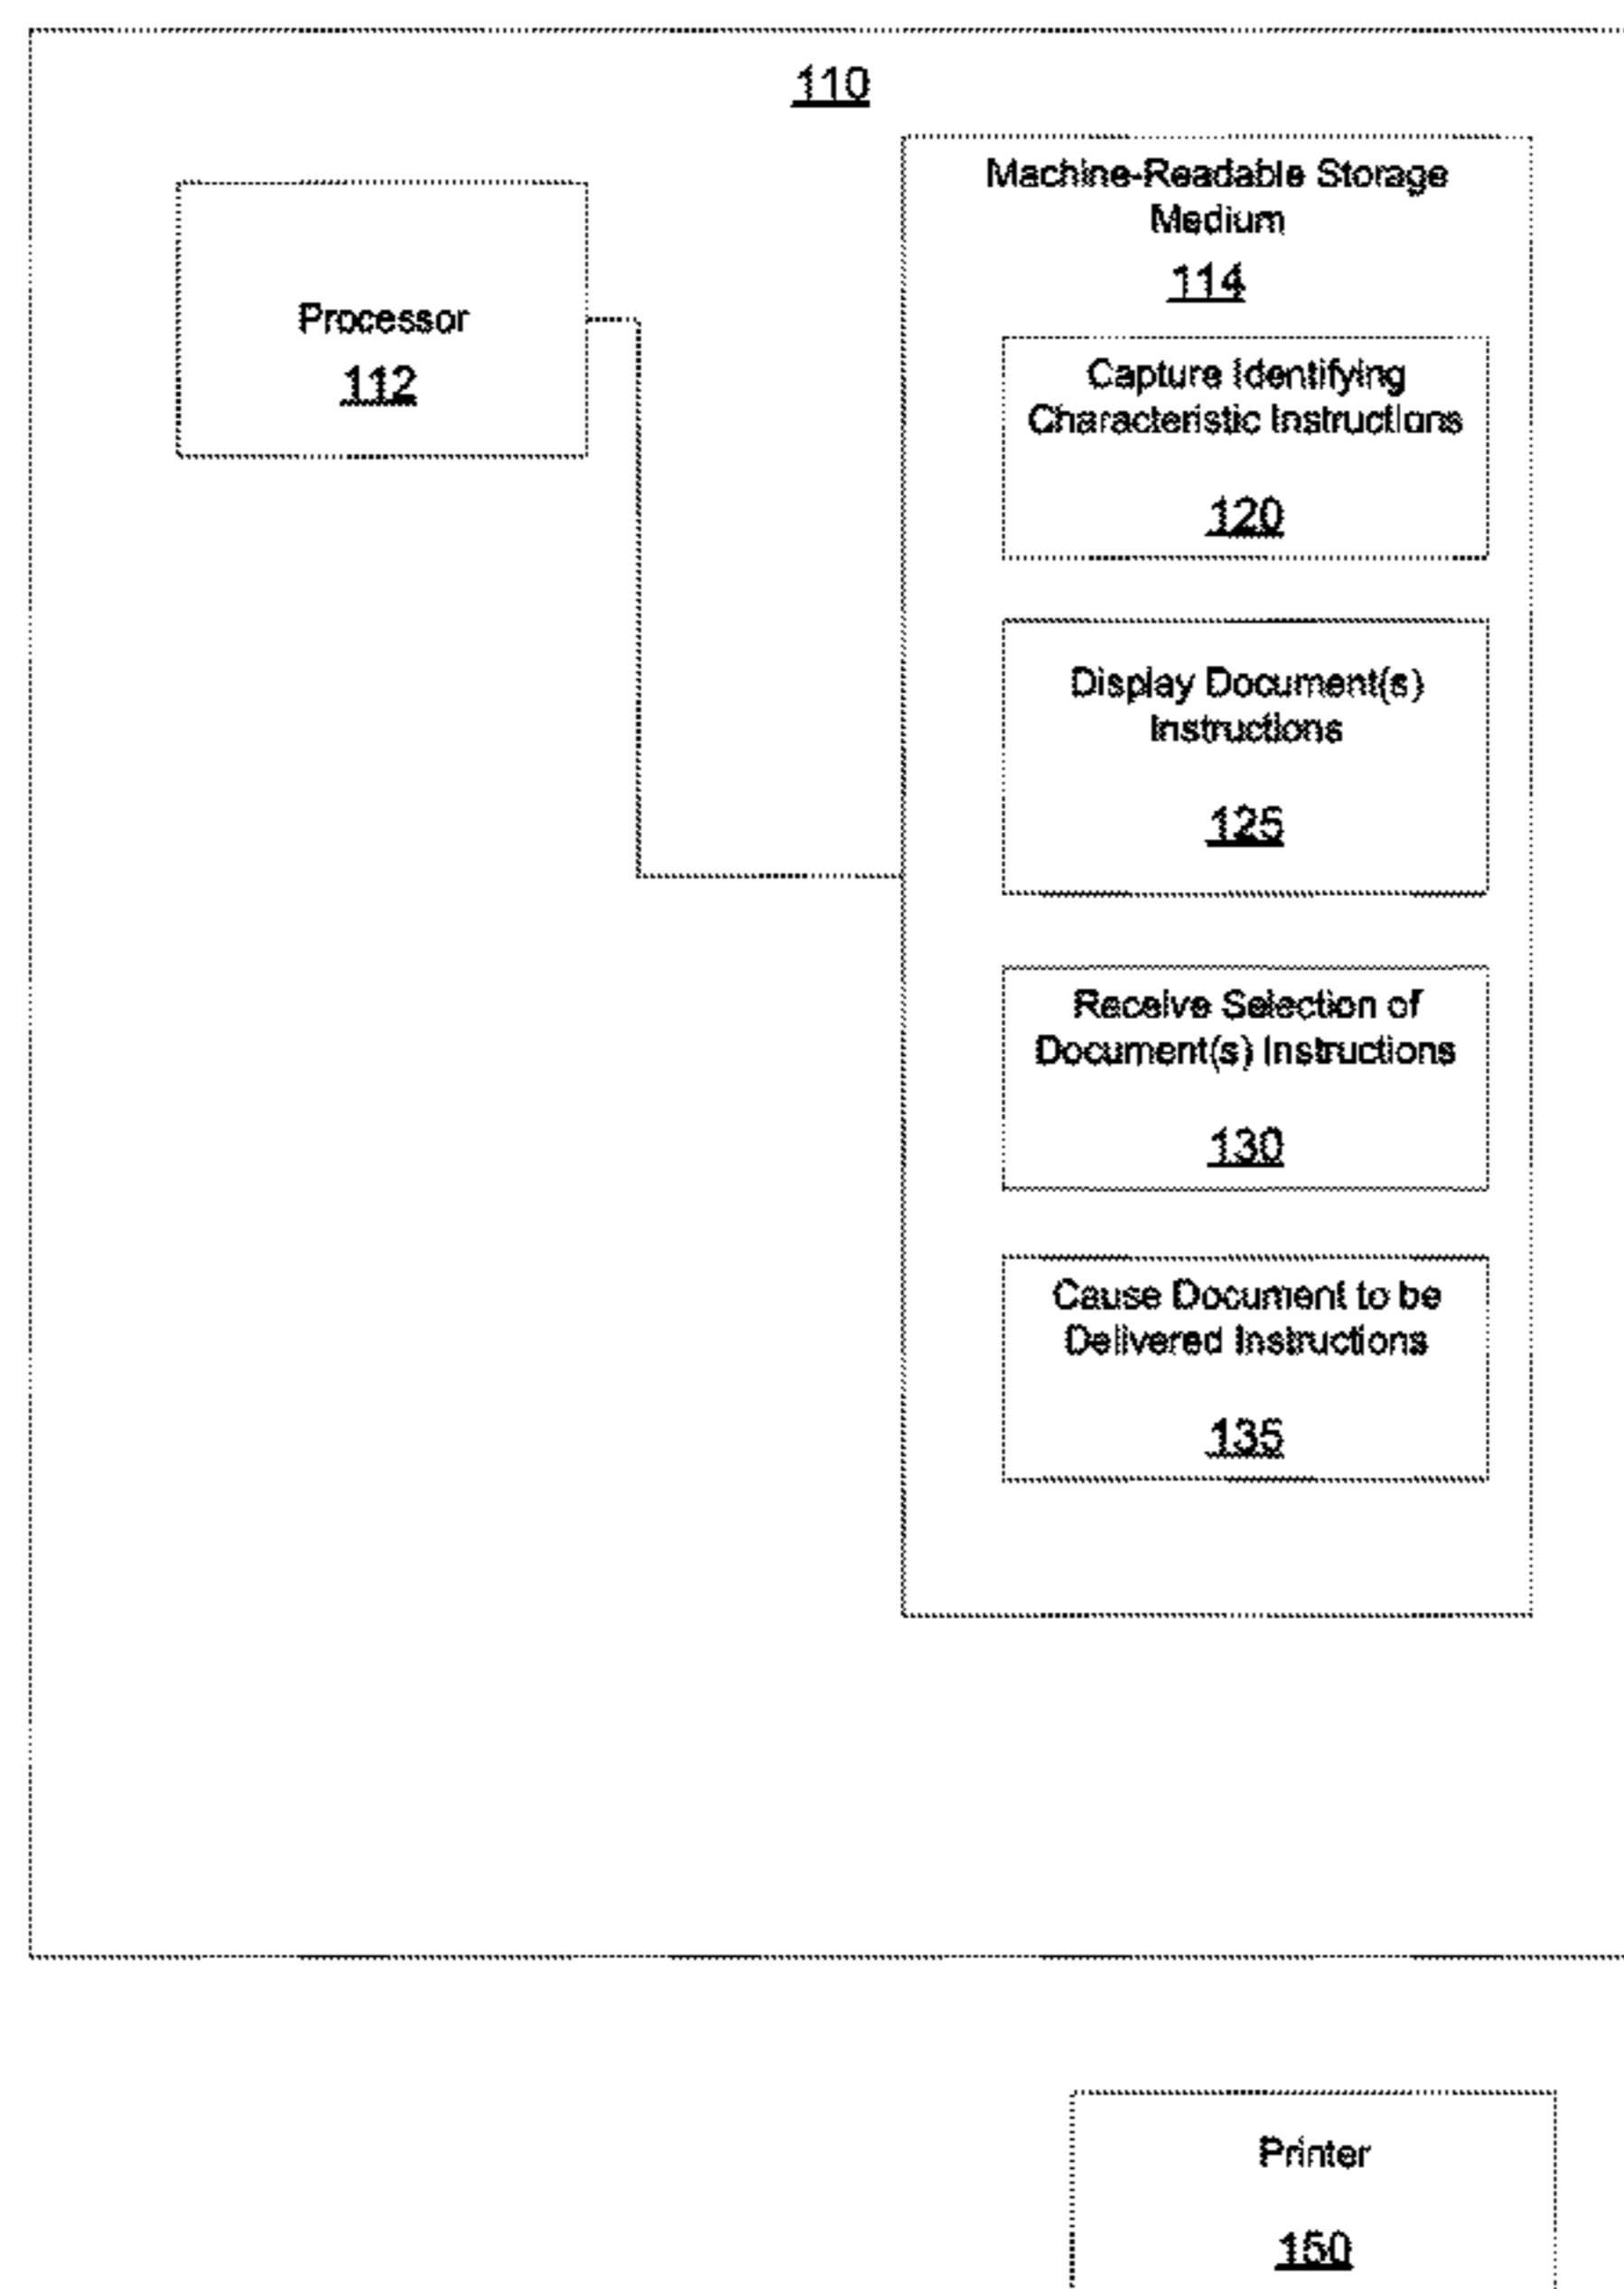 110
Machine-Readable Storage
Medium
114
Processor
112
Capture Identifying
Characteristic Instructions
120
Display Document(s)
Instructions
125
Receive Selection of
Document(s) Instructions
130
Cause Document to be
Delivered Instructions
135
Printer
150